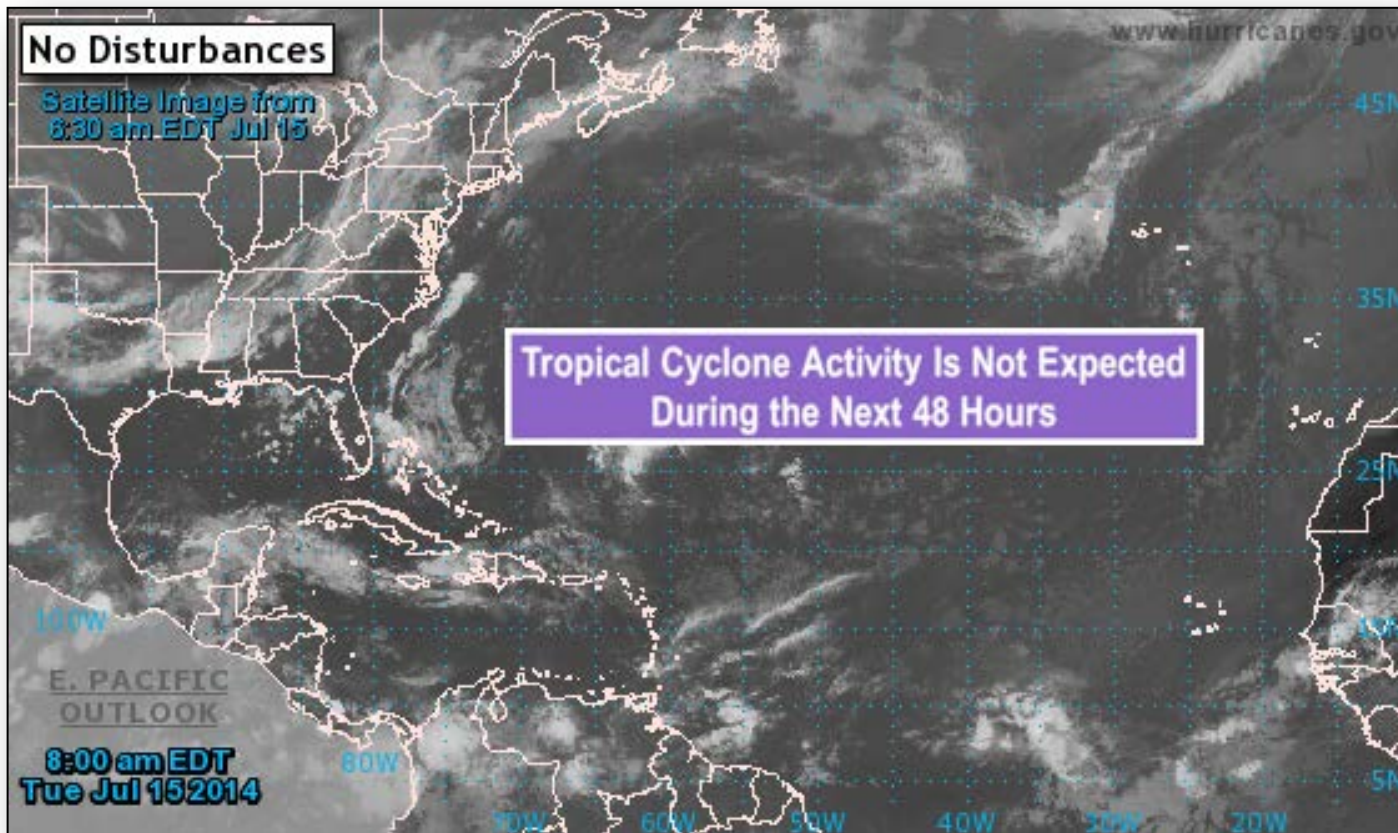 No Disturbances
www.hurricanes.gov
Satellite Image from
6:30 am EDT Jul 15
45N
35N
Tropical Cyclone Activity Is Not Expected
During the Next 48 Hours
25N
100W
E. PACIFIC
OUTLOOK
8:00 am EDT
Tue Jul 15 2014
80W
5N
70W
60W
50W
40W
30W
20W